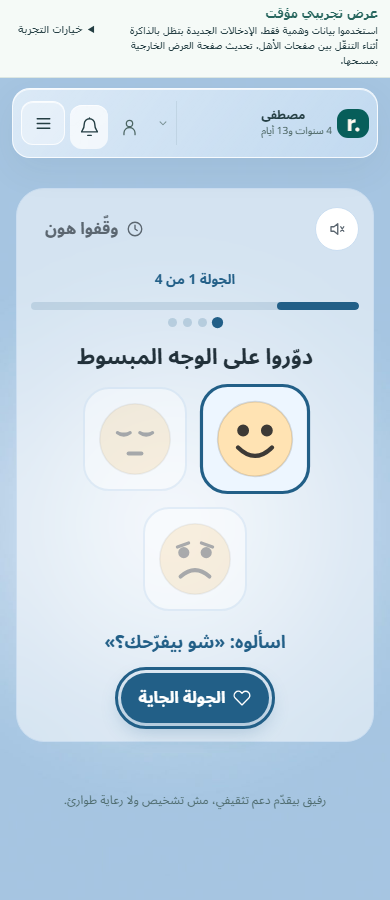 عرض تجريبي مؤقت
◀ خيارات التجربة
استخدموا بيانات وهمية فقط، الإدخالات الجديدة بتظل بالذاكرة
أثناء التنقّل بين صفحات الأهل، تحديث صفحة العرض الخارجية
بمسحها.
r.
مصطفى
4 سنوات و13 أيام
وقّفوا هون
الجولة 1 من 4
دوّروا على الوجه المبسوط
اسألوه: «شو بيفرّحك؟»
الجولة الجاية
رفيق بيقدّم دعم تثقيفي، مش تشخيص ولا رعاية طوارئ.